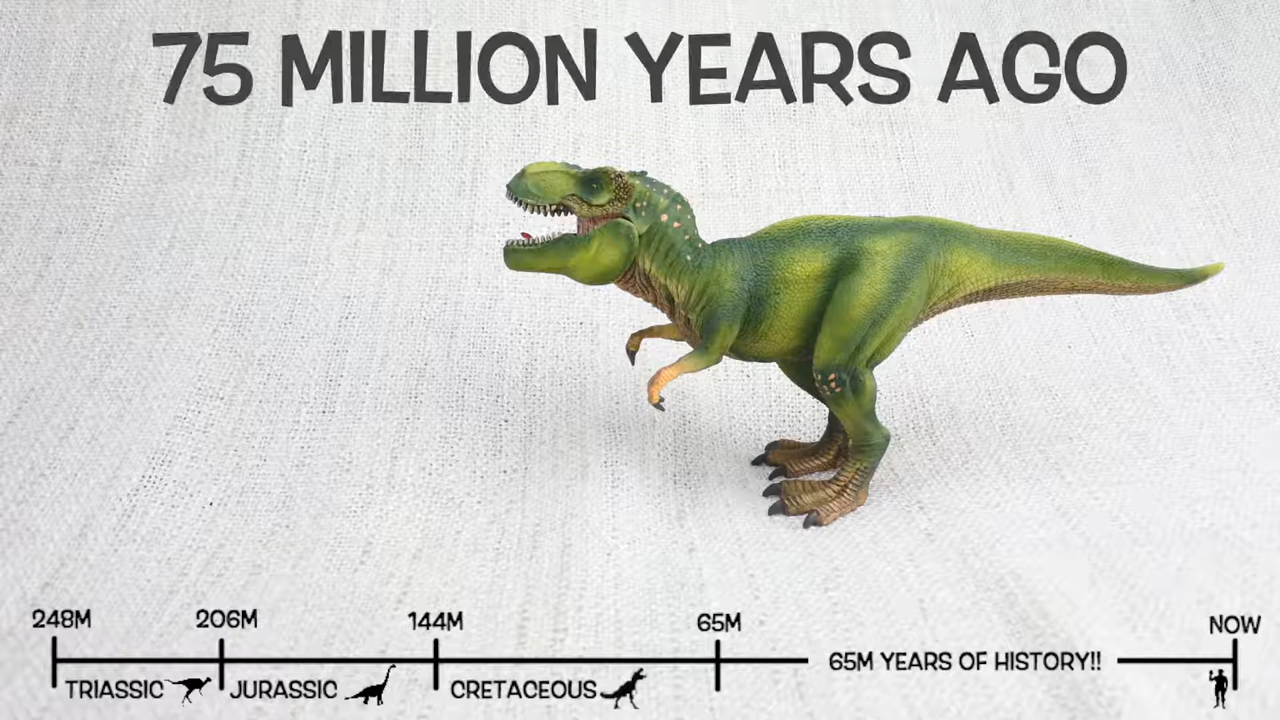 75 MILLION YEARS AGO
248M 206M 144M 65M NOW
65M YEARS OF HISTORY!!
TRIASSIC JURASSIC CRETACEOUS